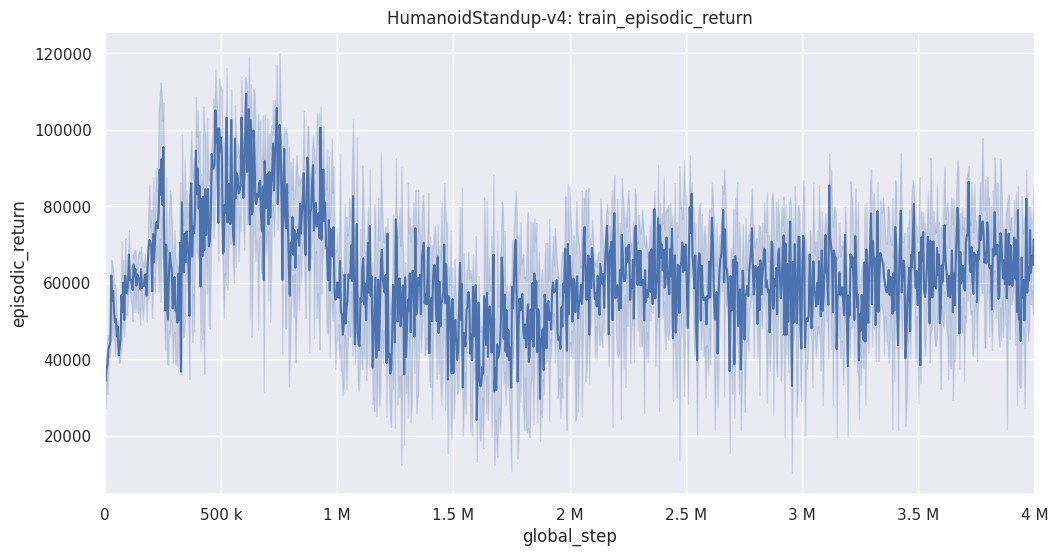 HumanoidStandup-v4: train_episodic_return
episodic_return
120000
100000
80000
60000
40000
20000
0
500 k
1 M
1.5 M
2 M
2.5 M
3 M
3.5 M
4 M
global_step